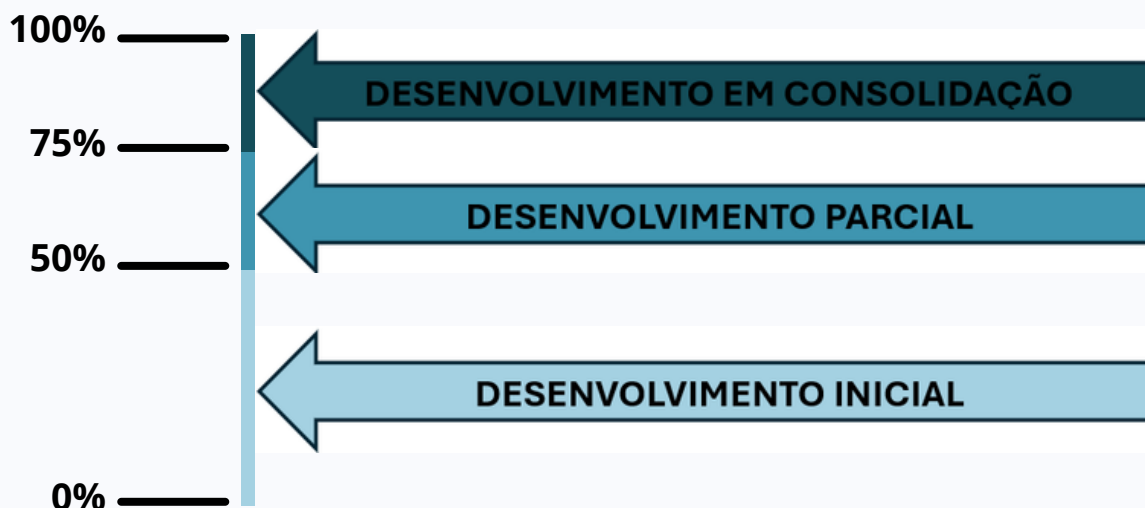 100%
DESENVOLVIMENTO EM CONSOLIDAÇÃO
75%
DESENVOLVIMENTO PARCIAL
50%
DESENVOLVIMENTO INICIAL
0%